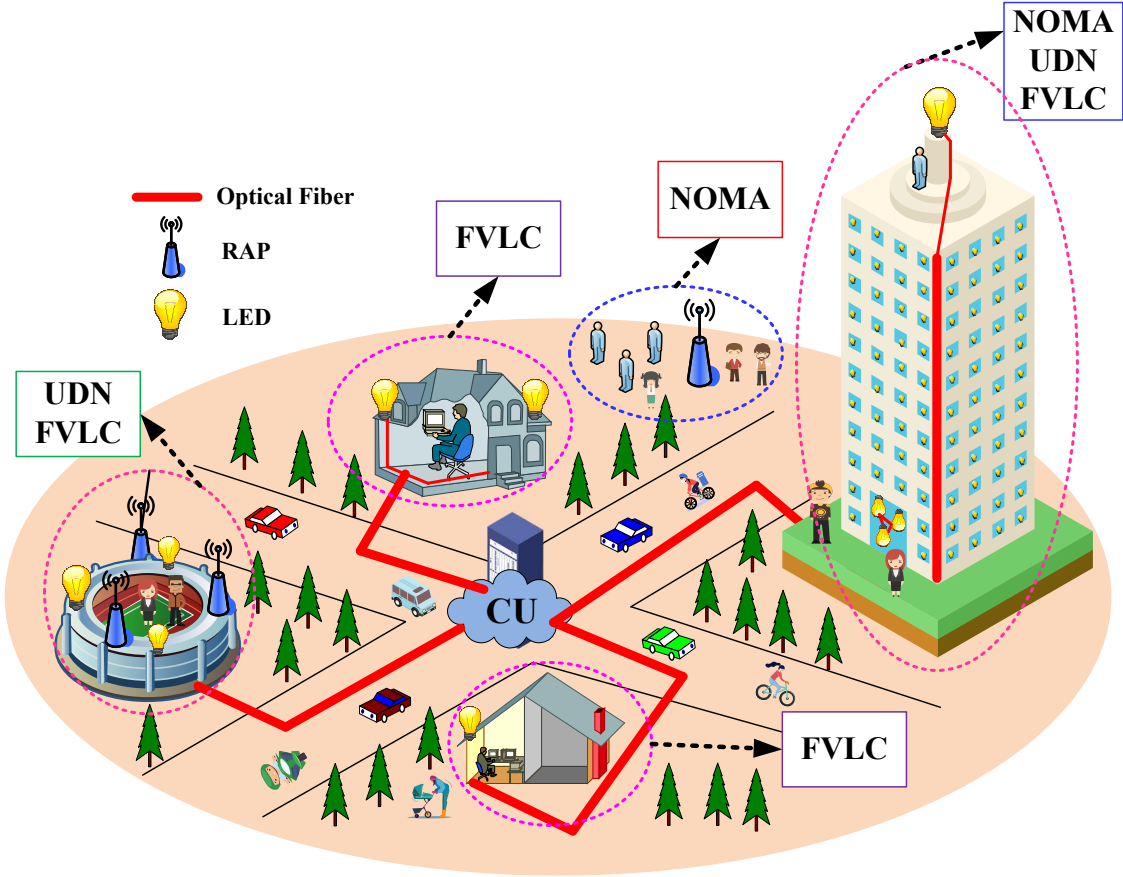 NOMA
UDN
FVLC
NOMA
FVLC
Optical Fiber
RAP
LED
UDN
FVLC
CU
FVLC